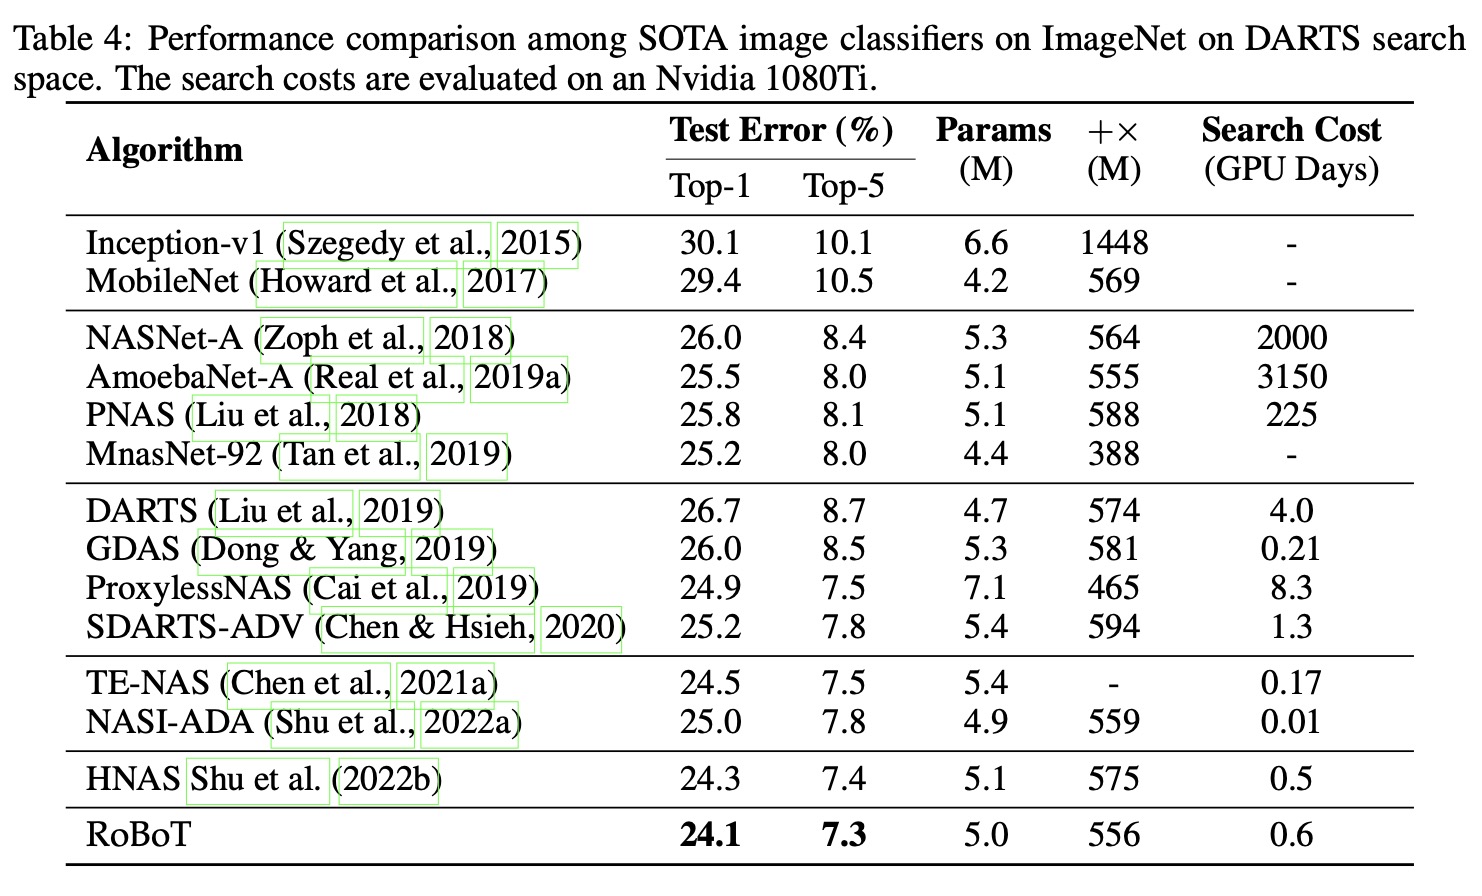 Table 4: Performance comparison among SOTA image classifiers on ImageNet on DARTS search
space. The search costs are evaluated on an Nvidia 1080Ti.
Algorithm Test Error (%) Params +× Search Cost
Top-1 Top-5 (M) (M) (GPU Days)
Inception-v1 (Szegedy et al., 2015) 30.1 10.1 6.6 1448 -
MobileNet (Howard et al., 2017) 29.4 10.5 4.2 569 -
NASNet-A (Zoph et al., 2018) 26.0 8.4 5.3 564 2000
AmoebaNet-A (Real et al., 2019a) 25.5 8.0 5.1 555 3150
PNAS (Liu et al., 2018) 25.8 8.1 5.1 588 225
MnasNet-92 (Tan et al., 2019) 25.2 8.0 4.4 388 -
DARTS (Liu et al., 2019) 26.7 8.7 4.7 574 4.0
GDAS (Dong & Yang, 2019) 26.0 8.5 5.3 581 0.21
ProxylessNAS (Cai et al., 2019) 24.9 7.5 7.1 465 8.3
SDARTS-ADV (Chen & Hsieh, 2020) 25.2 7.8 5.4 594 1.3
TE-NAS (Chen et al., 2021a) 24.5 7.5 5.4 - 0.17
NASI-ADA (Shu et al., 2022a) 25.0 7.8 4.9 559 0.01
HNAS Shu et al. (2022b) 24.3 7.4 5.1 575 0.5
RoBoT 24.1 7.3 5.0 556 0.6